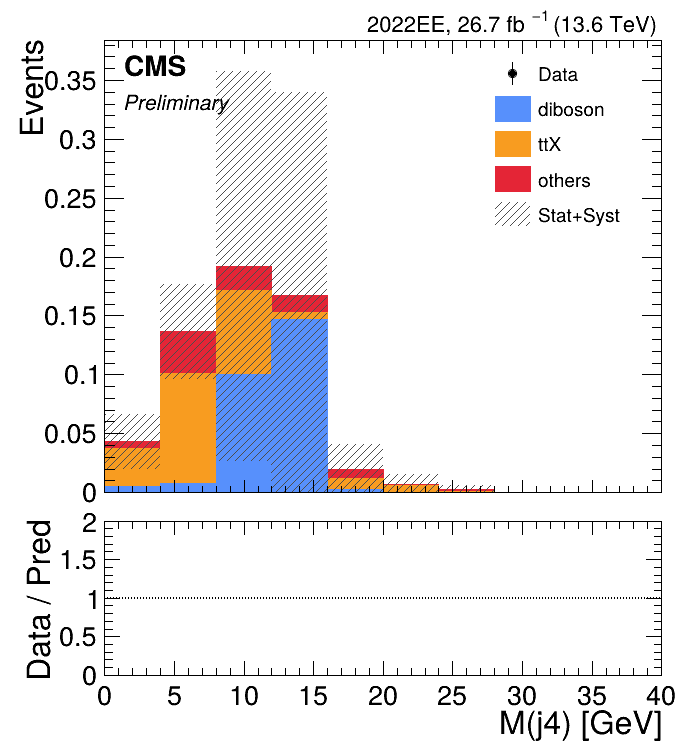 2022EE, 26.7 fb⁻¹ (13.6 TeV)
CMS
Preliminary
Events
Data
diboson
ttX
others
Stat+Syst
0.35
0.3
0.25
0.2
0.15
0.1
0.05
0
Data / Pred
2
1.5
1
0.5
0
0 5 10 15 20 25 30 35 40
M(j4) [GeV]